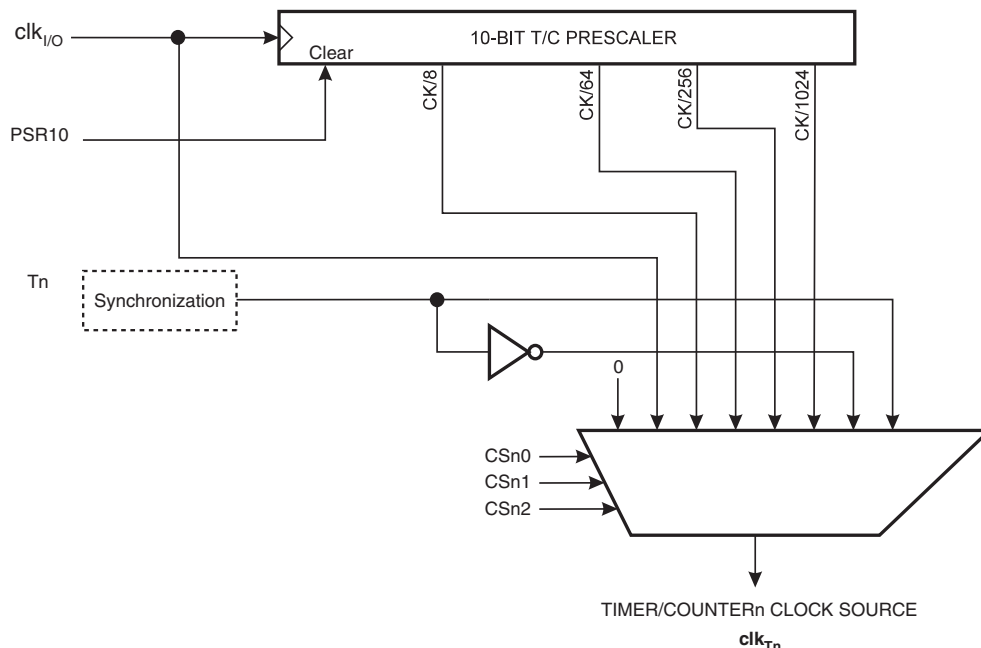 clkI/O
10-BIT T/C PRESCALER
Clear
CK/8
CK/64
CK/256
CK/1024
PSR10
Tn
Synchronization
0
CSn0
CSn1
CSn2
TIMER/COUNTERn CLOCK SOURCE
clkTn